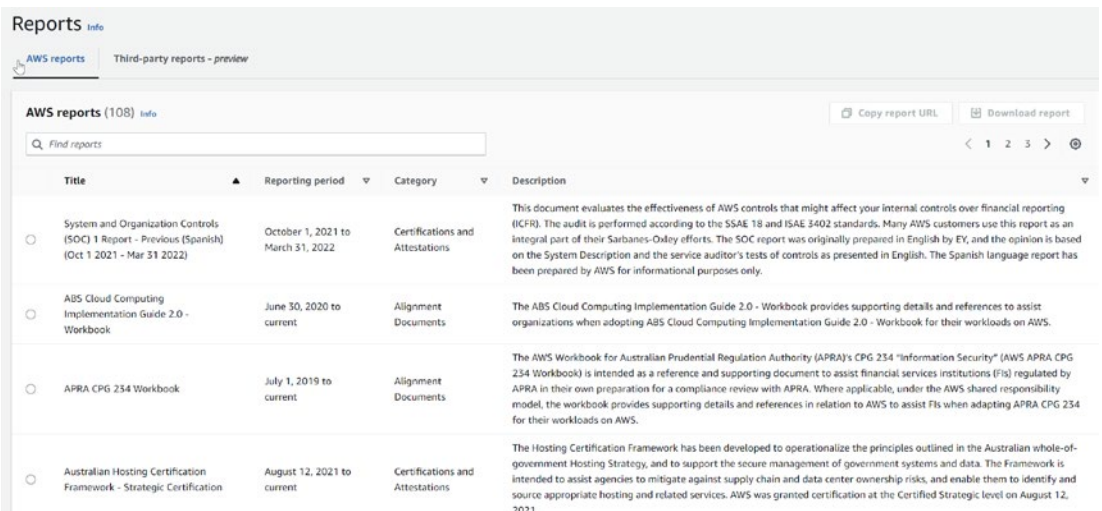 Reports Info
AWS reports Third-party reports - preview
AWS reports (108) Info
Copy report URL Download report
Find reports
1 2 3
Title Reporting period Category Description
System and Organization Controls
(SOC) 1 Report - Previous (Spanish)
(Oct 1 2021 - Mar 31 2022)
October 1, 2021 to
March 31, 2022
Certifications and
Attestations
This document evaluates the effectiveness of AWS controls that might affect your internal controls over financial reporting
(ICFR). The audit is performed according to the SSAE 18 and ISAE 3402 standards. Many AWS customers use this report as an
integral part of their Sarbanes-Oxley efforts. The SOC report was originally prepared in English by EY, and the opinion is based
on the System Description and the service auditor's tests of controls as presented in English. The Spanish language report has
been prepared by AWS for informational purposes only.
ABS Cloud Computing
Implementation Guide 2.0 -
Workbook
June 30, 2020 to
current
Alignment
Documents
The ABS Cloud Computing Implementation Guide 2.0 - Workbook provides supporting details and references to assist
organizations when adopting ABS Cloud Computing Implementation Guide 2.0 - Workbook for their workloads on AWS.
APRA CPG 234 Workbook
July 1, 2019 to
current
Alignment
Documents
The AWS Workbook for Australian Prudential Regulation Authority (APRA)'s CPG 234 "Information Security" (AWS APRA CPG
234 Workbook) is intended as a reference and supporting document to assist financial services institutions (FIs) regulated by
APRA in their own preparation for a compliance review with APRA. Where applicable, under the AWS shared responsibility
model, the workbook provides supporting details and references in relation to AWS to assist FIs when adapting APRA CPG 234
for their workloads on AWS.
Australian Hosting Certification
Framework - Strategic Certification
August 12, 2021 to
current
Certifications and
Attestations
The Hosting Certification Framework has been developed to operationalize the principles outlined in the Australian whole-of-
government Hosting Strategy, and to support the secure management of government systems and data. The Framework is
intended to assist agencies to mitigate against supply chain and data center ownership risks, and enable them to identify and
source appropriate hosting and related services. AWS was granted certification at the Certified Strategic level on August 12,
2021